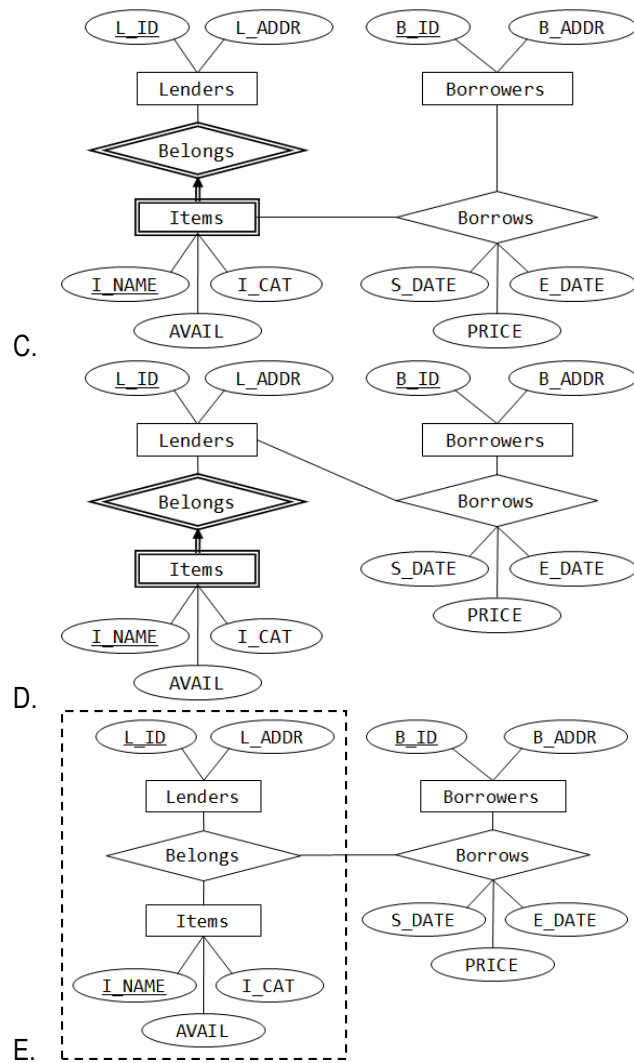 L_ID L_ADDR B_ID B_ADDR
Lenders Borrowers
Belongs
Items Borrows
I_NAME I_CAT S_DATE E_DATE
AVAIL PRICE
C.
L_ID L_ADDR B_ID B_ADDR
Lenders Borrowers
Belongs Borrows
Items S_DATE E_DATE
I_NAME I_CAT PRICE
AVAIL
D.
L_ID L_ADDR B_ID B_ADDR
Lenders Borrowers
Belongs Borrows
Items S_DATE E_DATE
I_NAME I_CAT PRICE
AVAIL
E.